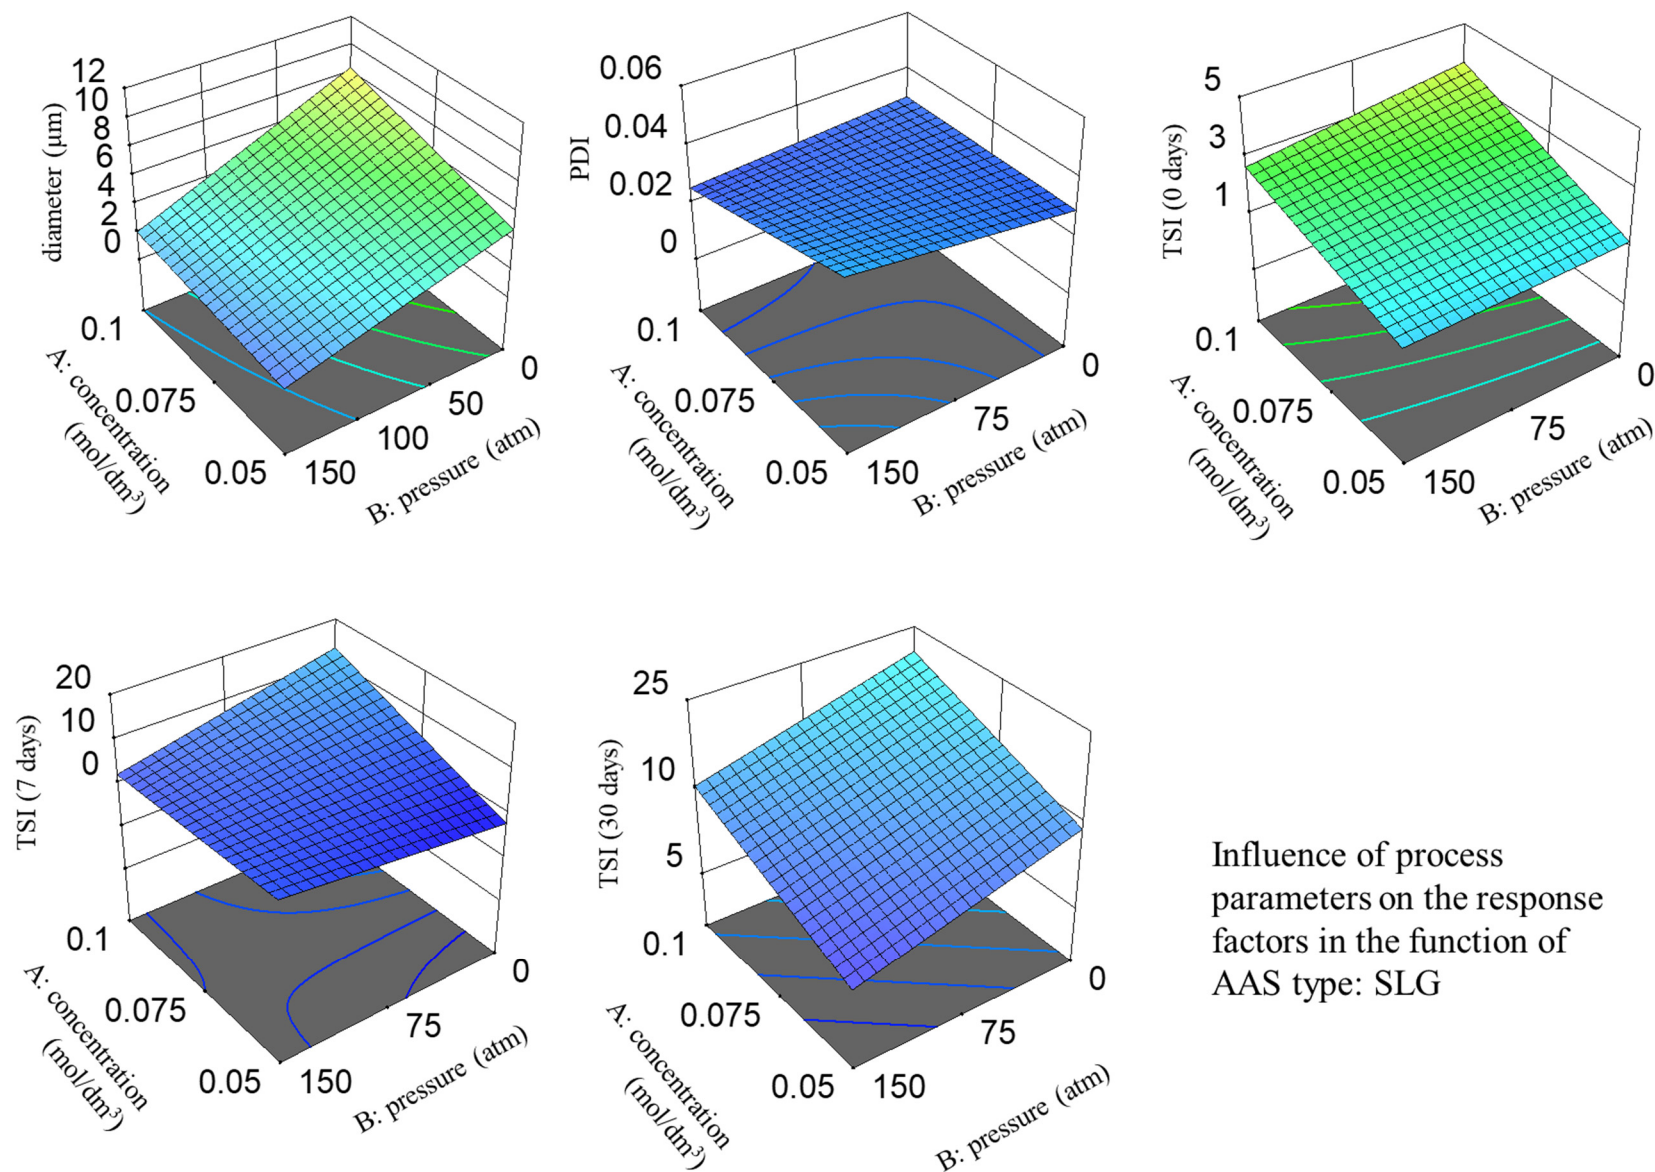 12
10
8
6
4
2
0
diameter (μm)
0.1
0.075
0.05
A: concentration
(mol/dm³)
150
100
50
0
B: pressure (atm)
0.06
0.04
0.02
0
PDI
0.1
0.075
0.05
A: concentration
(mol/dm³)
150
75
0
B: pressure (atm)
5
3
1
TSI (0 days)
0.1
0.075
0.05
A: concentration
(mol/dm³)
150
75
0
B: pressure (atm)
20
10
0
TSI (7 days)
0.1
0.075
0.05
A: concentration
(mol/dm³)
150
75
0
B: pressure (atm)
25
10
5
TSI (30 days)
0.1
0.075
0.05
A: concentration
(mol/dm³)
150
75
0
B: pressure (atm)
Influence of process
parameters on the response
factors in the function of
AAS type: SLG